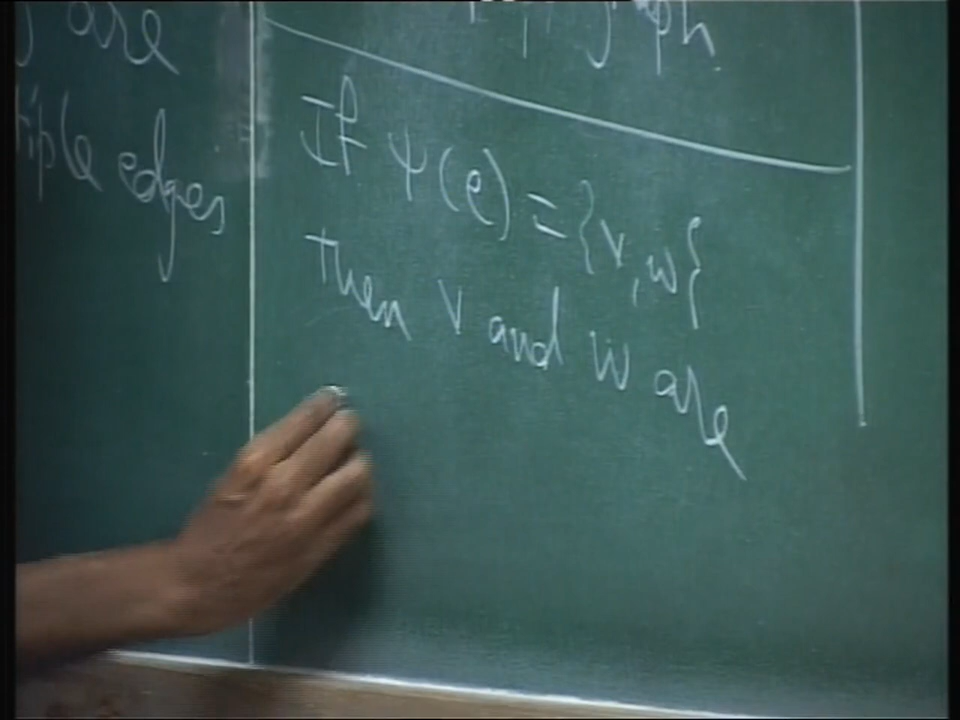 are
tiple edges
If ψ(e) = {v, w}
then v and w are